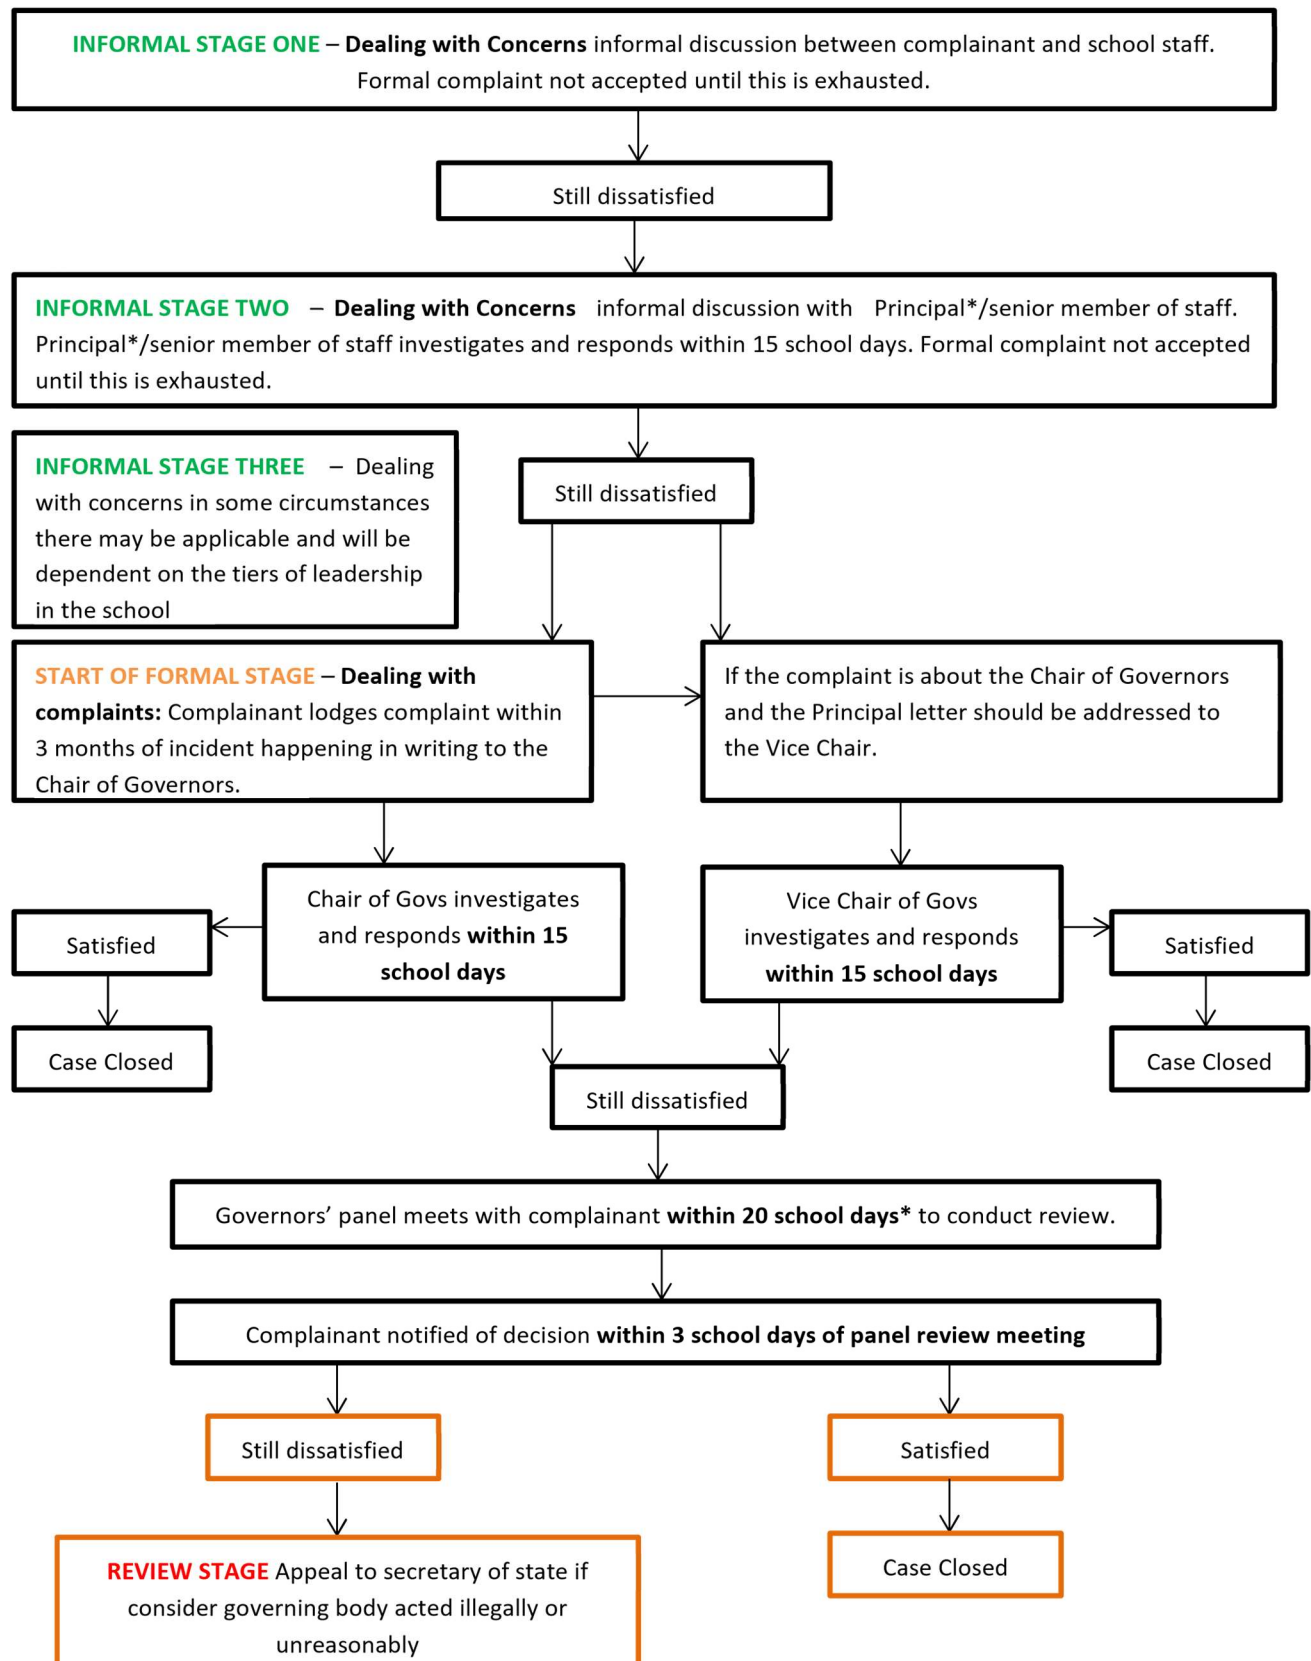 INFORMAL STAGE ONE – Dealing with Concerns informal discussion between complainant and school staff.
Formal complaint not accepted until this is exhausted.
Still dissatisfied
INFORMAL STAGE TWO – Dealing with Concerns informal discussion with Principal*/senior member of staff.
Principal*/senior member of staff investigates and responds within 15 school days. Formal complaint not accepted
until this is exhausted.
INFORMAL STAGE THREE – Dealing
with concerns in some circumstances
there may be applicable and will be
dependent on the tiers of leadership
in the school
Still dissatisfied
START OF FORMAL STAGE – Dealing with
complaints: Complainant lodges complaint within
3 months of incident happening in writing to the
Chair of Governors.
If the complaint is about the Chair of Governors
and the Principal letter should be addressed to
the Vice Chair.
Chair of Govs investigates
and responds within 15
school days
Vice Chair of Govs
investigates and responds
within 15 school days
Satisfied
Satisfied
Case Closed
Case Closed
Still dissatisfied
Governors’ panel meets with complainant within 20 school days* to conduct review.
Complainant notified of decision within 3 school days of panel review meeting
Still dissatisfied
Satisfied
REVIEW STAGE Appeal to secretary of state if
consider governing body acted illegally or
unreasonably
Case Closed